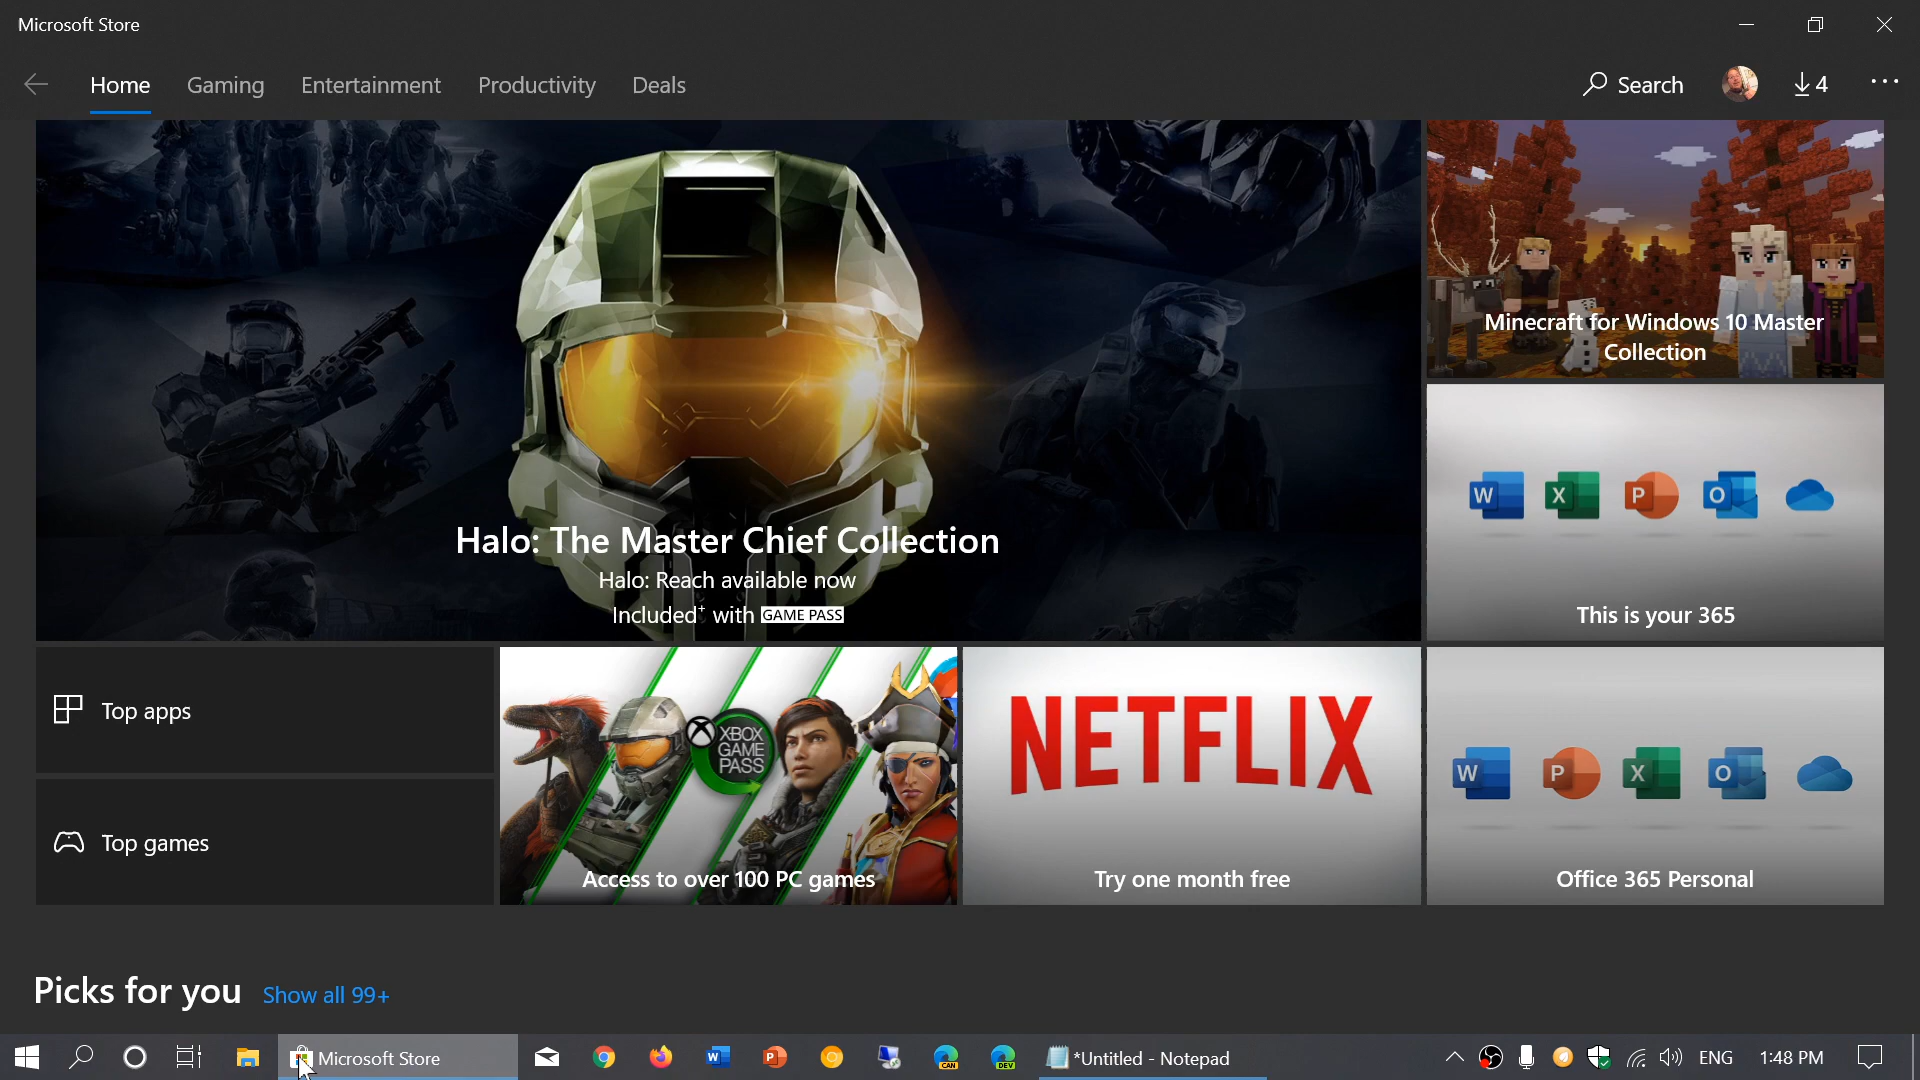 Microsoft Store
Home Gaming Entertainment Productivity Deals
Search
4
Halo: The Master Chief Collection
Halo: Reach available now
Included+ with GAME PASS
Minecraft for Windows 10 Master
Collection
W X P O
This is your 365
Top apps
Top games
XBOX
GAME
PASS
Access to over 100 PC games
NETFLIX
Try one month free
W P X O
Office 365 Personal
Picks for you Show all 99+
Microsoft Store
W
P
CAN
DEV
*Untitled - Notepad
ENG
1:48 PM